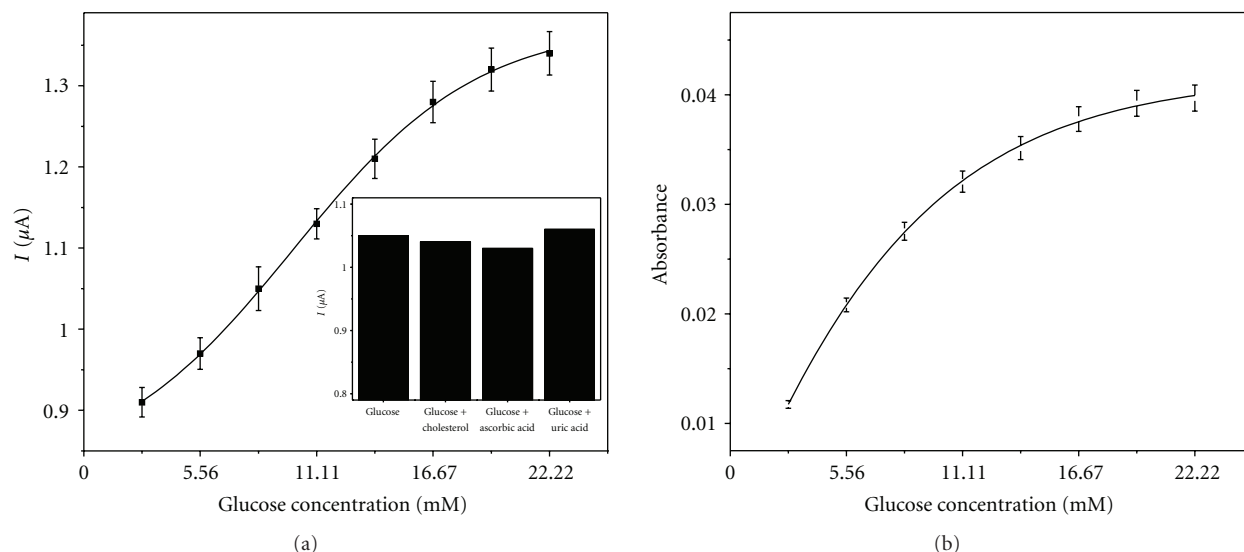 1.3
1.2
1.1
1
0.9
I (μA)
0
5.56
11.11
16.67
22.22
Glucose concentration (mM)
1.1
1
0.9
0.8
I (μA)
Glucose
Glucose +
cholesterol
Glucose +
ascorbic acid
Glucose +
uric acid
(a)
0.04
0.03
0.02
0.01
Absorbance
0
5.56
11.11
16.67
22.22
Glucose concentration (mM)
(b)